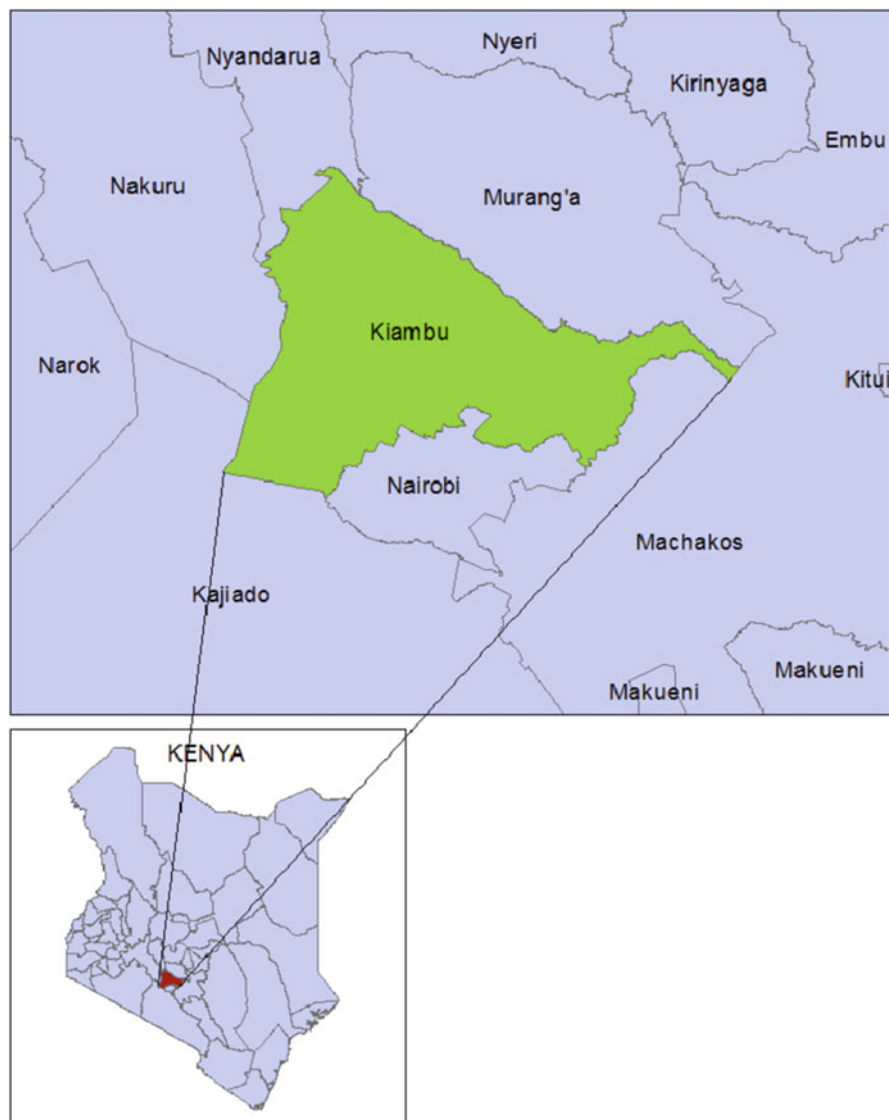 Nyandarua
Nyeri
Kirinyaga
Embu
Nakuru
Murang'a
Kiambu
Narok
Kitui
Nairobi
Machakos
Kajiado
Makueni
Makueni
KENYA